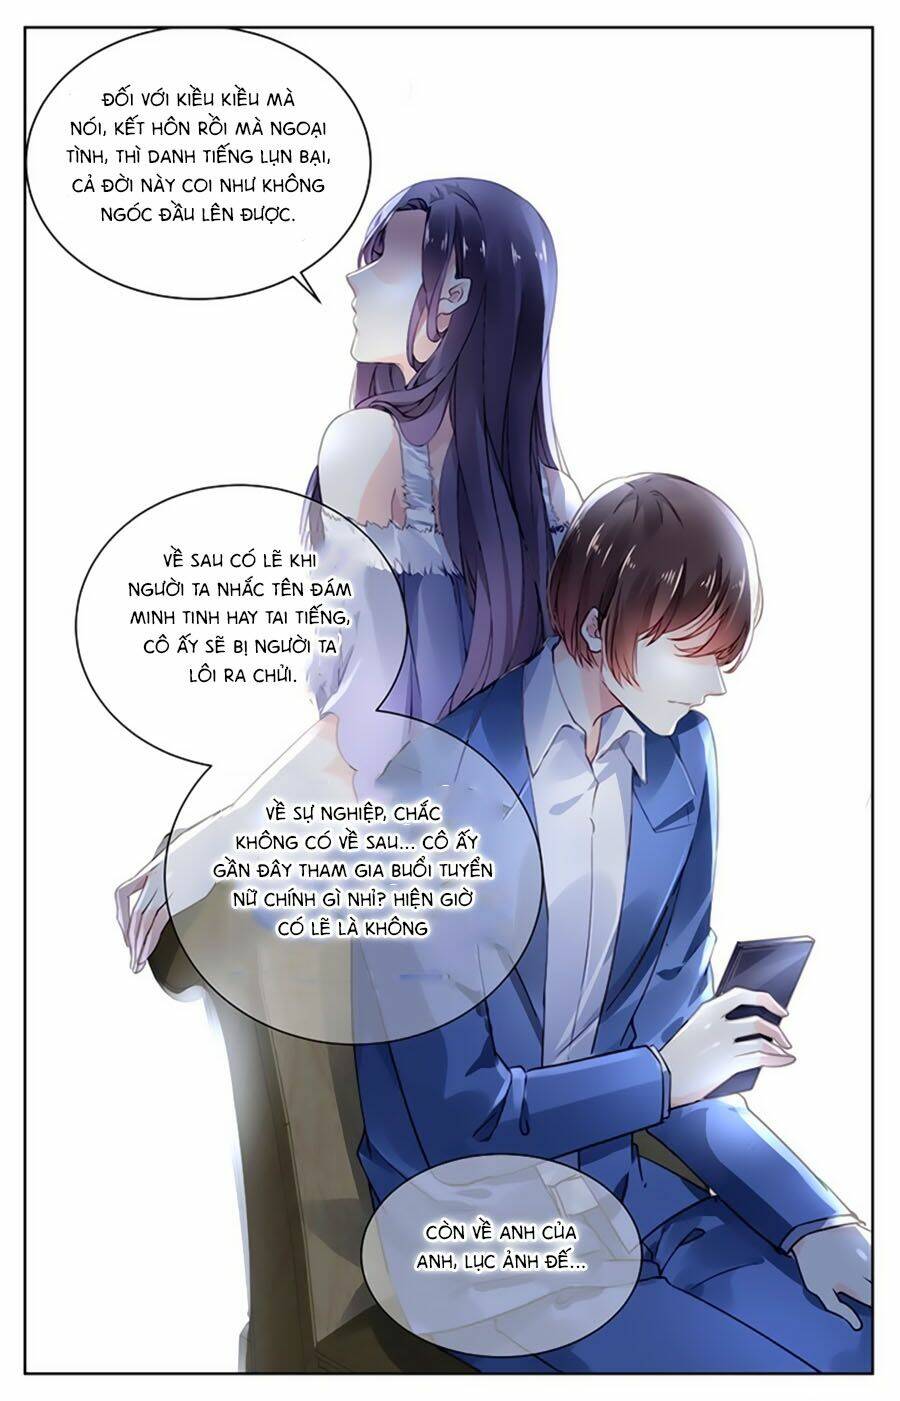 ĐỐI VỚI KIỀU KIỀU MÀ
NÓI, KẾT HÔN RỒI MÀ NGOẠI
TÌNH, THÌ DANH TIẾNG LỤN BẠI,
CẢ ĐỜI NÀY COI NHƯ KHÔNG
NGÓC ĐẦU LÊN ĐƯỢC.
VỀ SAU CÓ LẼ KHI
NGƯỜI TA NHẮC TÊN ĐÁM
MINH TINH HAY TAI TIẾNG,
CÔ ẤY SẼ BỊ NGƯỜI TA
LÔI RA CHỬI.
VỀ SỰ NGHIỆP, CHẮC
KHÔNG CÓ VỀ SAU... CÔ ẤY
GẦN ĐÂY THAM GIA BUỔI TUYỂN
NỮ CHÍNH GÌ NHỈ? HIỆN GIỜ
CÓ LẼ LÀ KHÔNG
CÒN VỀ ANH CỦA
ANH, LỤC ẢNH ĐẾ...